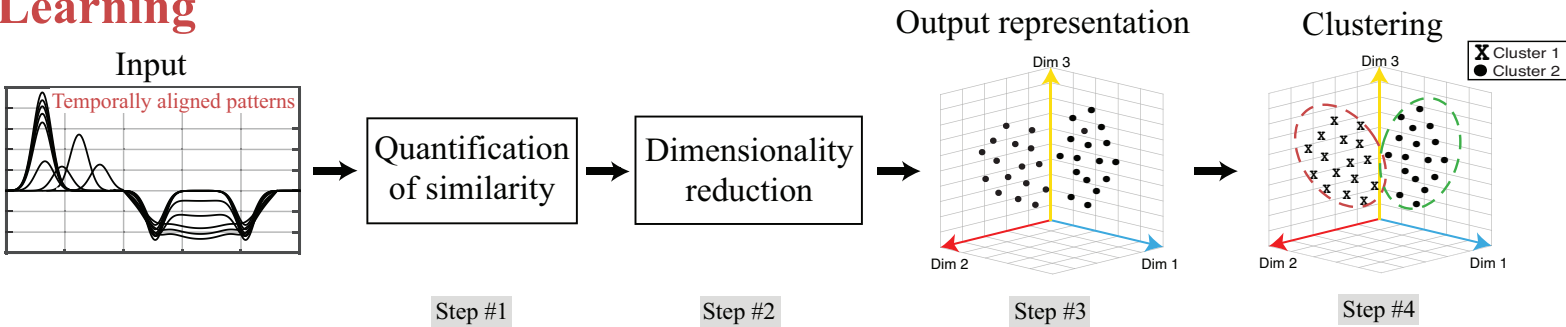 Learning
Input
Temporally aligned patterns
Quantification
of similarity
Step #1
Dimensionality
reduction
Step #2
Output representation
Dim 3
Dim 2
Dim 1
Step #3
Clustering
X Cluster 1
Cluster 2
Dim 3
Dim 2
Dim 1
Step #4